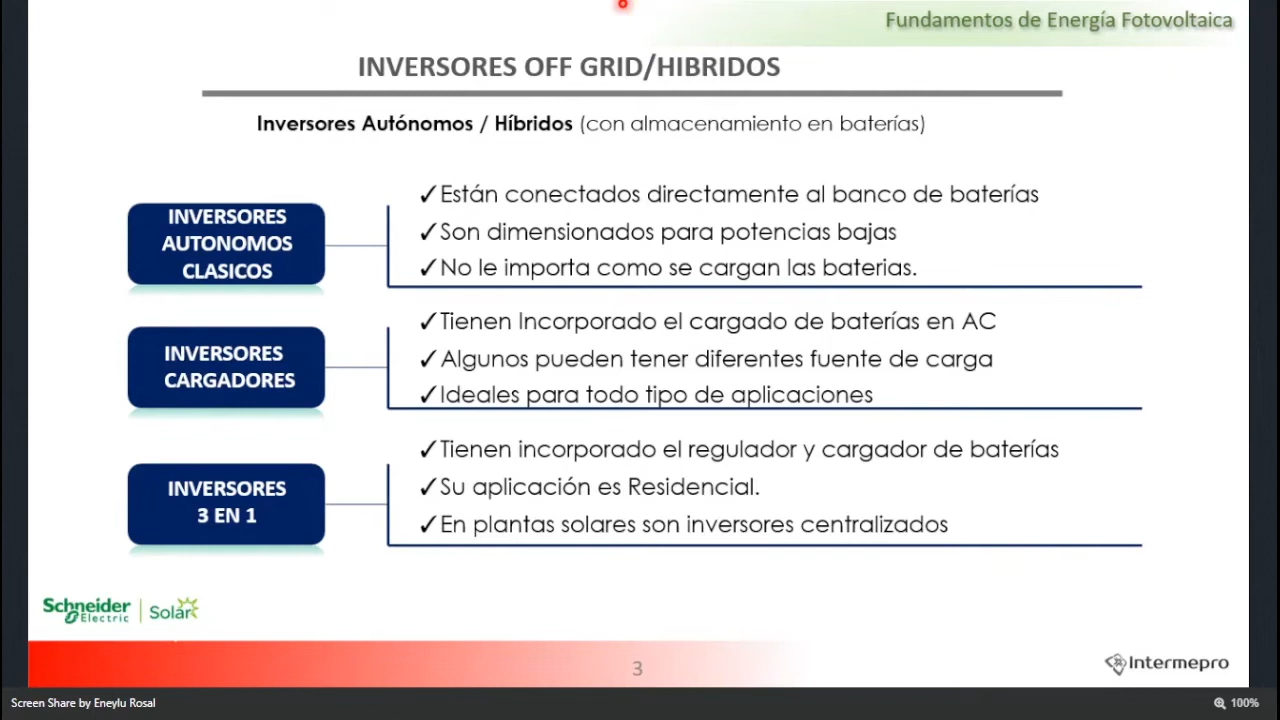 Fundamentos de Energía Fotovoltaica
INVERSORES OFF GRID/HIBRIDOS
Inversores Autónomos / Híbridos (con almacenamiento en baterías)
INVERSORES
AUTONOMOS
CLASICOS
✓Están conectados directamente al banco de baterías
✓Son dimensionados para potencias bajas
✓No le importa como se cargan las baterias.
INVERSORES
CARGADORES
✓Tienen Incorporado el cargado de baterías en AC
✓Algunos pueden tener diferentes fuente de carga
✓Ideales para todo tipo de aplicaciones
INVERSORES
3 EN 1
✓Tienen incorporado el regulador y cargador de baterías
✓Su aplicación es Residencial.
✓En plantas solares son inversores centralizados
Schneider Electric | Solar
3
Intermepro
Screen Share by Eneylu Rosal
100%